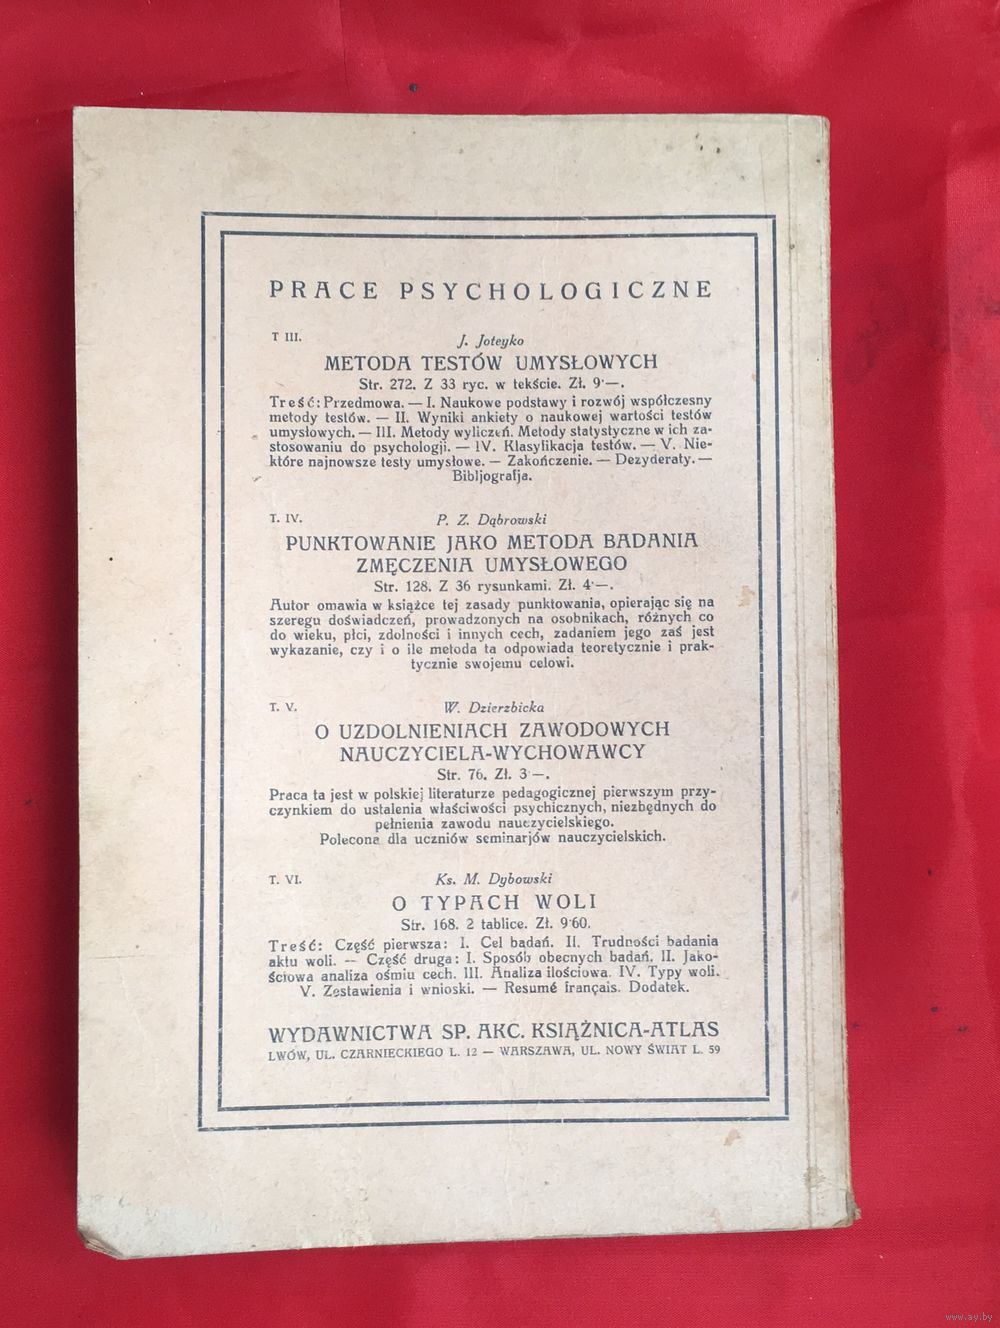 PRACE PSYCHOLOGICZNE
T III.
J. Joteyko
METODA TESTÓW UMYSŁOWYCH
Str. 272. Z 33 ryc. w tekście. Zł. 9·—.
Treść: Przedmowa. — I. Naukowe podstawy i rozwój współczesny
metody testów. — II. Wyniki ankiety o naukowej wartości testów
umysłowych. — III. Metody wyliczeń. Metody statystyczne w ich za-
stosowaniu do psychologji. — IV. Klasyfikacja testów. — V. Nie-
które najnowsze testy umysłowe. — Zakończenie. — Dezyderaty. —
Bibljografja.
T. IV.
P. Z. Dąbrowski
PUNKTOWANIE JAKO METODA BADANIA
ZMĘCZENIA UMYSŁOWEGO
Str. 128. Z 36 rysunkami. Zł. 4·—.
Autor omawia w książce tej zasady punktowania, opierając się na
szeregu doświadczeń, prowadzonych na osobnikach, różnych co
do wieku, płci, zdolności i innych cech, zadaniem jego zaś jest
wykazanie, czy i o ile metoda ta odpowiada teoretycznie i prak-
tycznie swojemu celowi.
T. V.
W. Dzierzbicka
O UZDOLNIENIACH ZAWODOWYCH
NAUCZYCIELA-WYCHOWAWCY
Str. 76. Zł. 3·—.
Praca ta jest w polskiej literaturze pedagogicznej pierwszym przy-
czynkiem do ustalenia właściwości psychicznych, niezbędnych do
pełnienia zawodu nauczycielskiego.
Polecona dla uczniów seminarjów nauczycielskich.
T. VI.
Ks. M. Dybowski
O TYPACH WOLI
Str. 168. 2 tablice. Zł. 9·60.
Treść: Część pierwsza: I. Cel badań. II. Trudności badania
aktu woli. — Część druga: I. Sposób obecnych badań. II. Jako-
ściowa analiza ośmiu cech. III. Analiza ilościowa. IV. Typy woli.
V. Zestawienia i wnioski. — Resumé français. Dodatek.
WYDAWNICTWA SP. AKC. KSIĄŻNICA-ATLAS
LWÓW, UL. CZARNIECKIEGO L. 12 — WARSZAWA, UL. NOWY ŚWIAT L. 59
www.ay.by